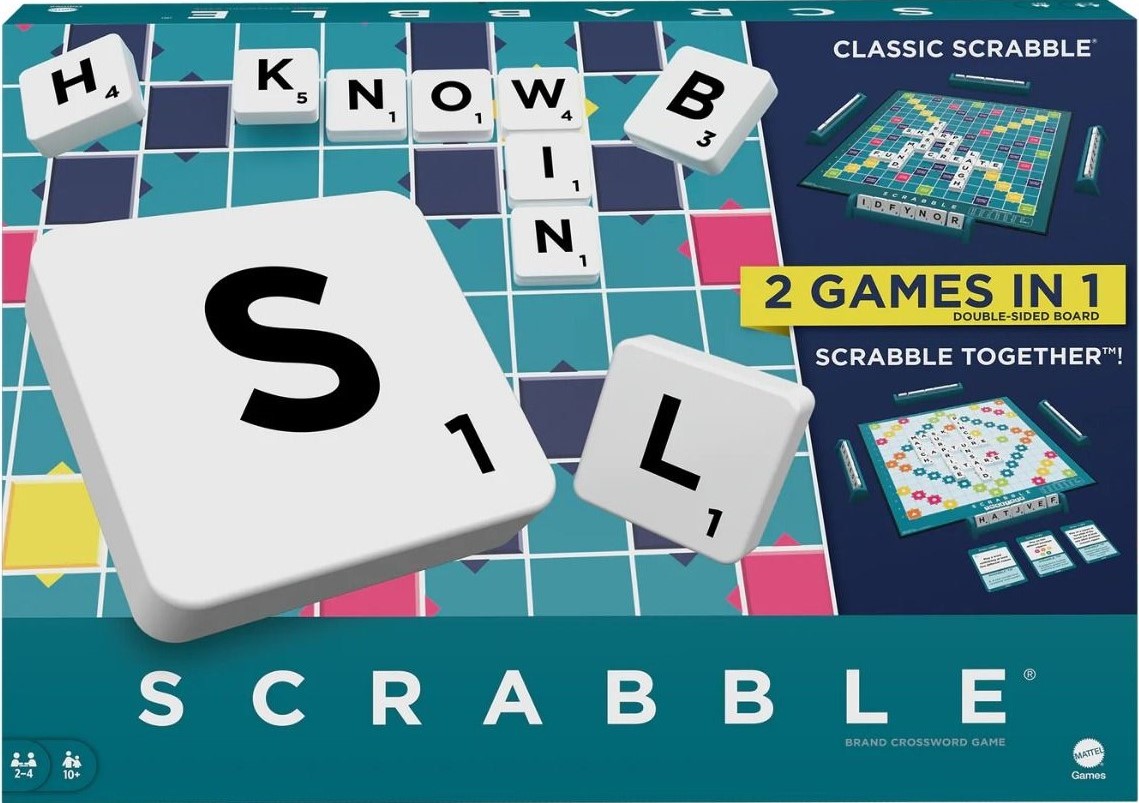 S C R A B B L E
H4
K5 N1 O1 W4
I1
N1
B3
S1
L1
CLASSIC SCRABBLE®
SCRABBLE
I D F Y N O R
2 GAMES IN 1
DOUBLE-SIDED BOARD
SCRABBLE TOGETHER™!
SCRABBLE
H A T J V E F
S C R A B B L E®
BRAND CROSSWORD GAME
2-4
10+
MATTEL
Games